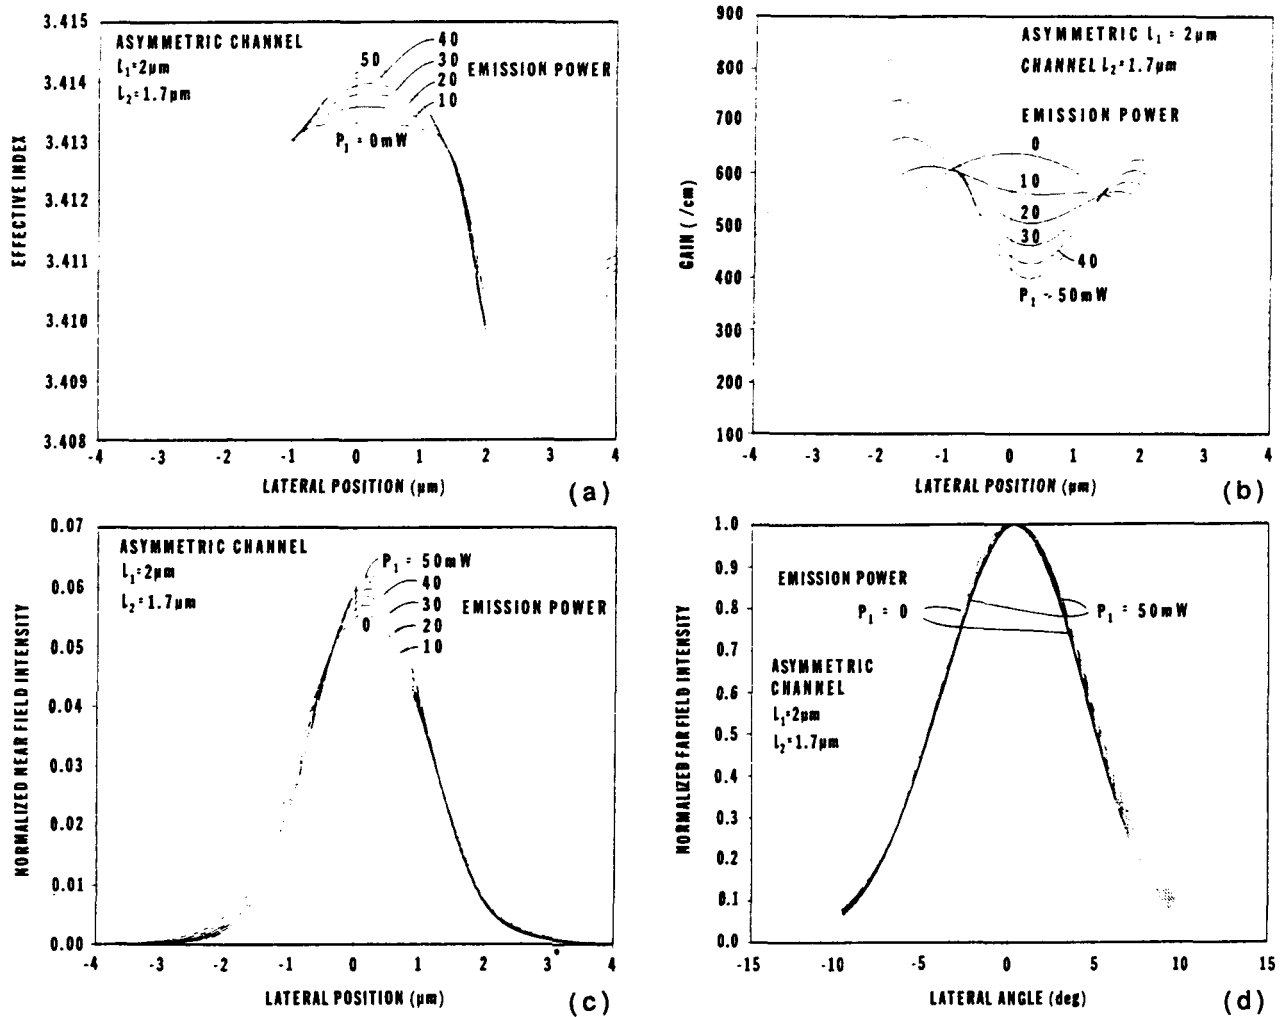 3.415
3.414
3.413
3.412
3.411
3.410
3.409
3.408
EFFECTIVE INDEX
ASYMMETRIC CHANNEL
l₁=2μm
l₂=1.7μm
50
40
30
20
10
EMISSION POWER
P₁ = 0mW
-4 -3 -2 -1 0 1 2 3 4
LATERAL POSITION (μm)
(a)
900
800
700
600
500
400
300
200
100
GAIN (/cm)
ASYMMETRIC l₁ = 2μm
CHANNEL l₂ = 1.7μm
EMISSION POWER
0
10
20
30
40
P₁ - 50mW
-4 -3 -2 -1 0 1 2 3 4
LATERAL POSITION (μm)
(b)
0.07
0.06
0.05
0.04
0.03
0.02
0.01
0.00
NORMALIZED NEAR FIELD INTENSITY
ASYMMETRIC CHANNEL
l₁=2μm
l₂=1.7μm
P₁ = 50mW
40
30
20
10
0
EMISSION POWER
-4 -3 -2 -1 0 1 2 3 4
LATERAL POSITION (μm)
(c)
1.0
0.9
0.8
0.7
0.6
0.5
0.4
0.3
0.2
0.1
0.0
NORMALIZED FAR FIELD INTENSITY
EMISSION POWER
P₁ = 0
P₁ = 50mW
ASYMMETRIC
CHANNEL
l₁=2μm
l₂=1.7μm
-15 -10 -5 0 5 10 15
LATERAL ANGLE (deg)
(d)